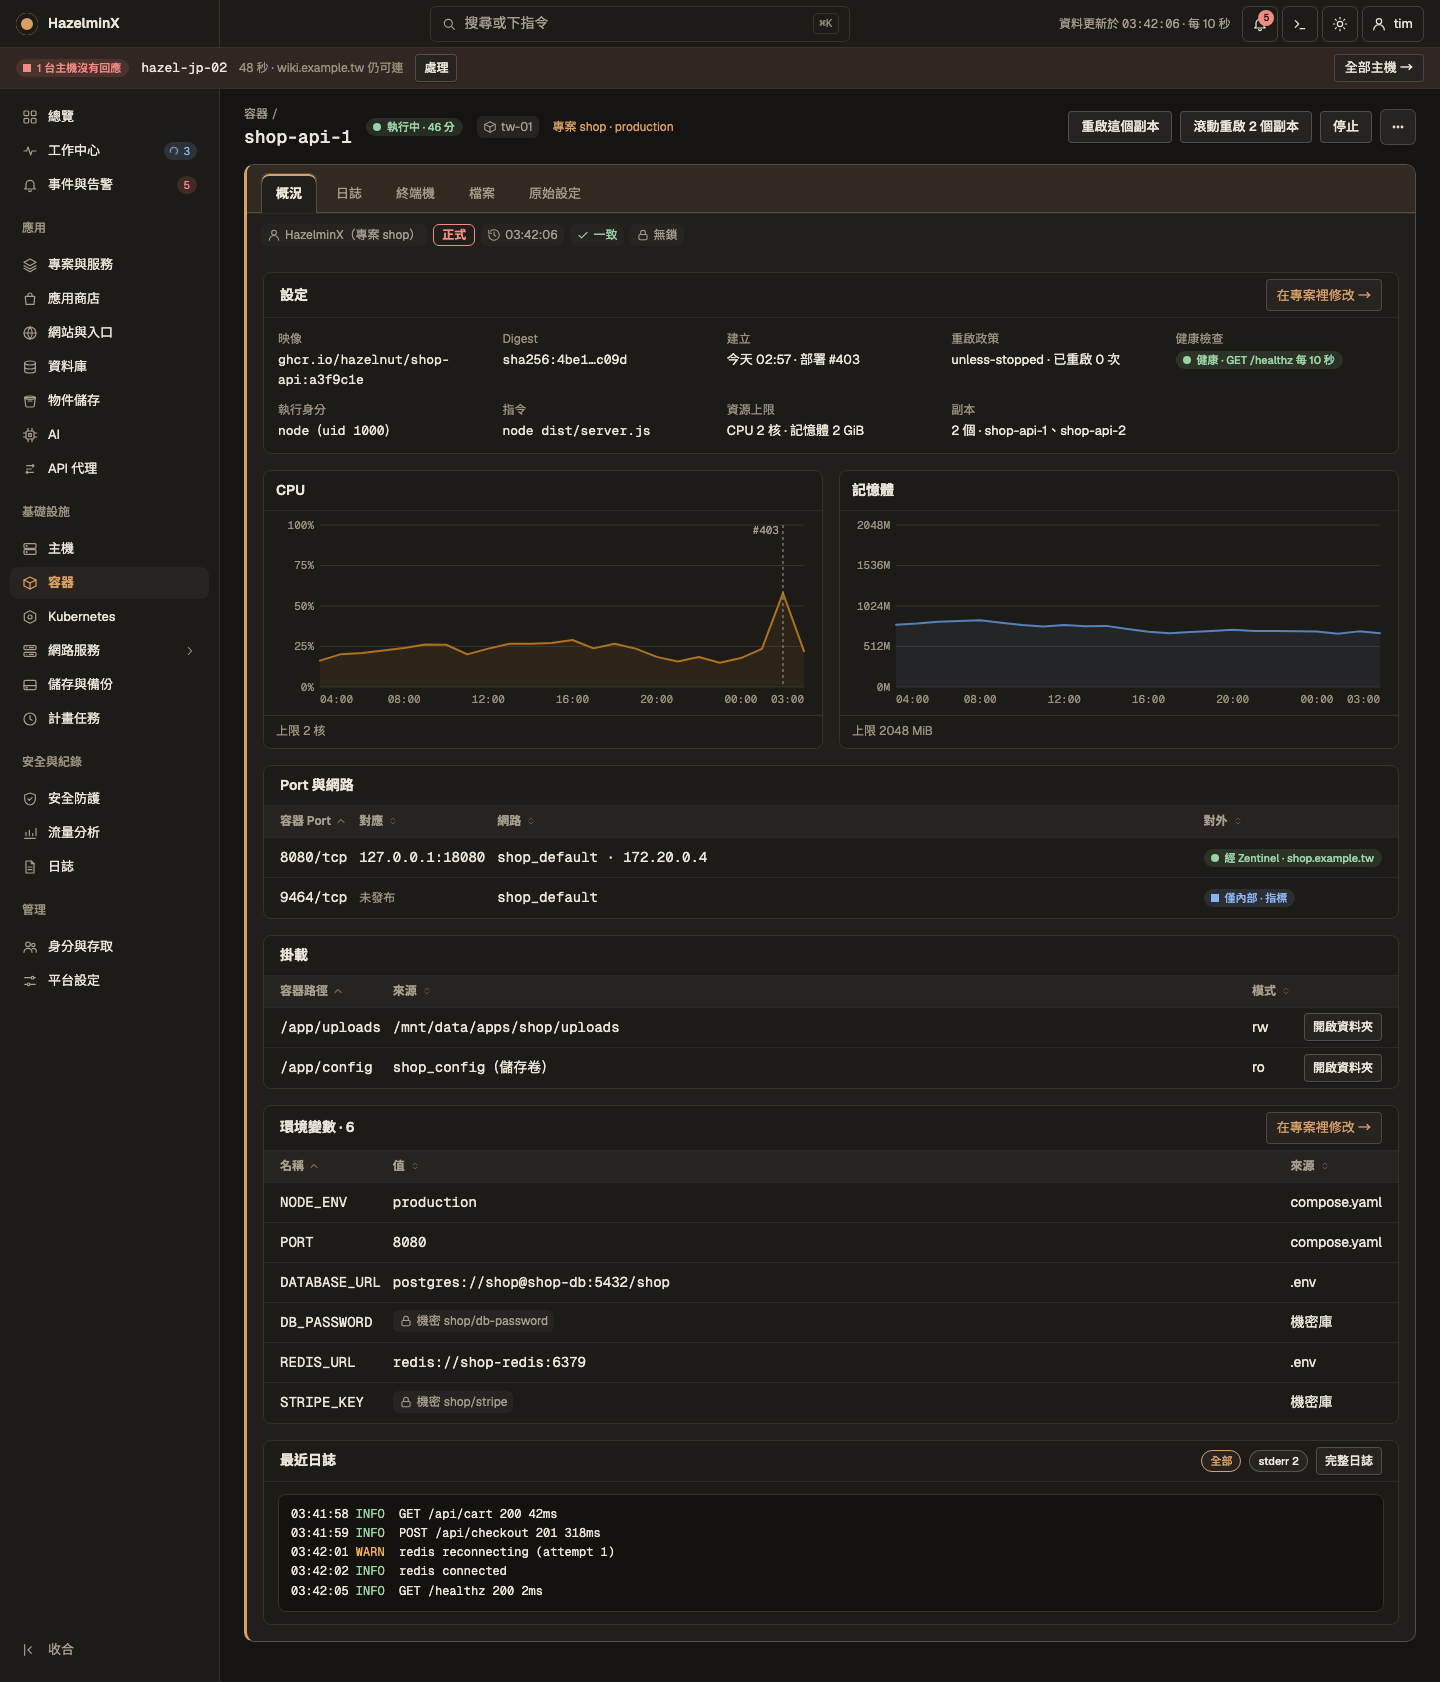 HazelminX
搜尋或下指令
⌘K
資料更新於 03:42:06 · 每 10 秒
5
tim
1 台主機沒有回應
hazel-jp-02
48 秒 · wiki.example.tw 仍可連
處理
全部主機 →
總覽
工作中心
3
事件與告警
5
應用
專案與服務
應用商店
網站與入口
資料庫
物件儲存
AI
API 代理
基礎設施
主機
容器
Kubernetes
網路服務
儲存與備份
計畫任務
安全與紀錄
安全防護
流量分析
日誌
管理
身分與存取
平台設定
收合
容器 /
shop-api-1
執行中 · 46 分
tw-01
專案 shop · production
重啟這個副本
滾動重啟 2 個副本
停止
概況
日誌
終端機
檔案
原始設定
HazelminX（專案 shop）
正式
03:42:06
一致
無鎖
設定
在專案裡修改 →
映像
ghcr.io/hazelnut/shop-
api:a3f9c1e
Digest
sha256:4be1…c09d
建立
今天 02:57 · 部署 #403
重啟政策
unless-stopped · 已重啟 0 次
健康檢查
健康 · GET /healthz 每 10 秒
執行身分
node（uid 1000）
指令
node dist/server.js
資源上限
CPU 2 核 · 記憶體 2 GiB
副本
2 個 · shop-api-1、shop-api-2
CPU
100%
75%
50%
25%
0%
#403
04:00 08:00 12:00 16:00 20:00 00:00 03:00
上限 2 核
記憶體
2048M
1536M
1024M
512M
0M
04:00 08:00 12:00 16:00 20:00 00:00 03:00
上限 2048 MiB
Port 與網路
容器 Port 對應 網路 對外
8080/tcp 127.0.0.1:18080 shop_default · 172.20.0.4 經 Zentinel · shop.example.tw
9464/tcp 未發布 shop_default 僅內部 · 指標
掛載
容器路徑 來源 模式
/app/uploads /mnt/data/apps/shop/uploads rw 開啟資料夾
/app/config shop_config（儲存卷） ro 開啟資料夾
環境變數 · 6
在專案裡修改 →
名稱 值 來源
NODE_ENV production compose.yaml
PORT 8080 compose.yaml
DATABASE_URL postgres://shop@shop-db:5432/shop .env
DB_PASSWORD 機密 shop/db-password 機密庫
REDIS_URL redis://shop-redis:6379 .env
STRIPE_KEY 機密 shop/stripe 機密庫
最近日誌
全部
stderr 2
完整日誌
03:41:58 INFO GET /api/cart 200 42ms
03:41:59 INFO POST /api/checkout 201 318ms
03:42:01 WARN redis reconnecting (attempt 1)
03:42:02 INFO redis connected
03:42:05 INFO GET /healthz 200 2ms